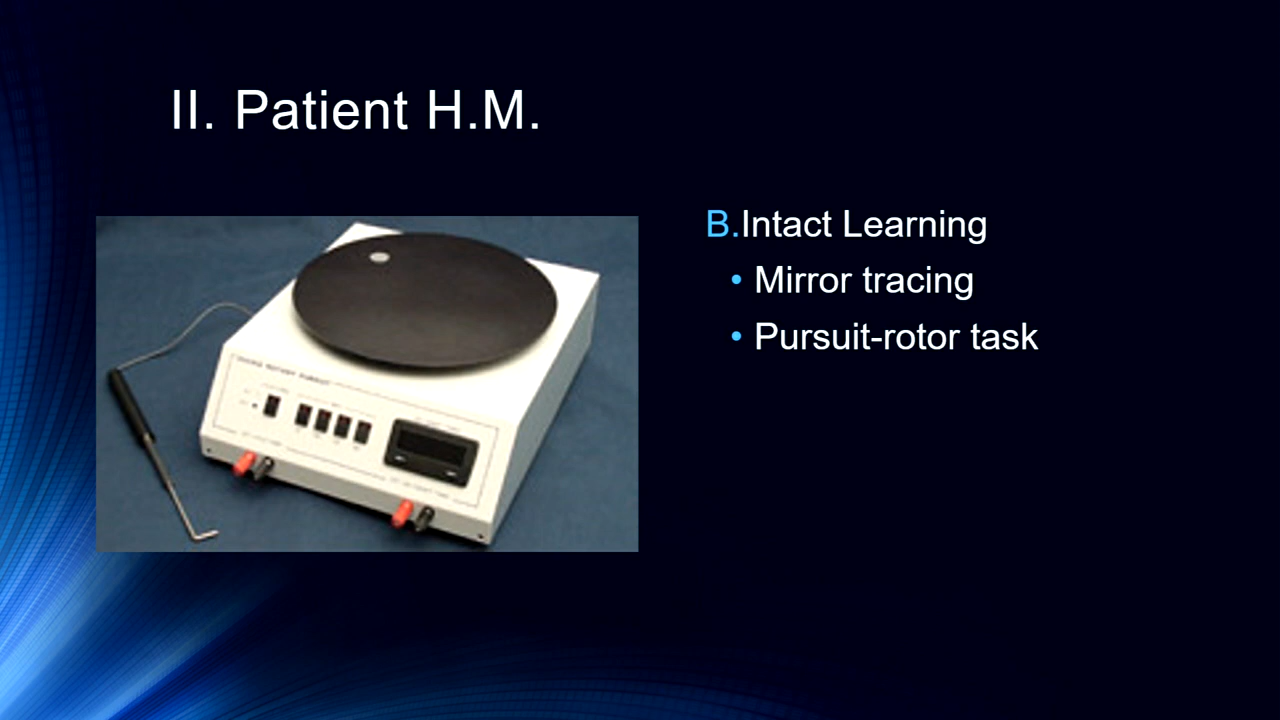 II. Patient H.M.
B.Intact Learning
• Mirror tracing
• Pursuit-rotor task